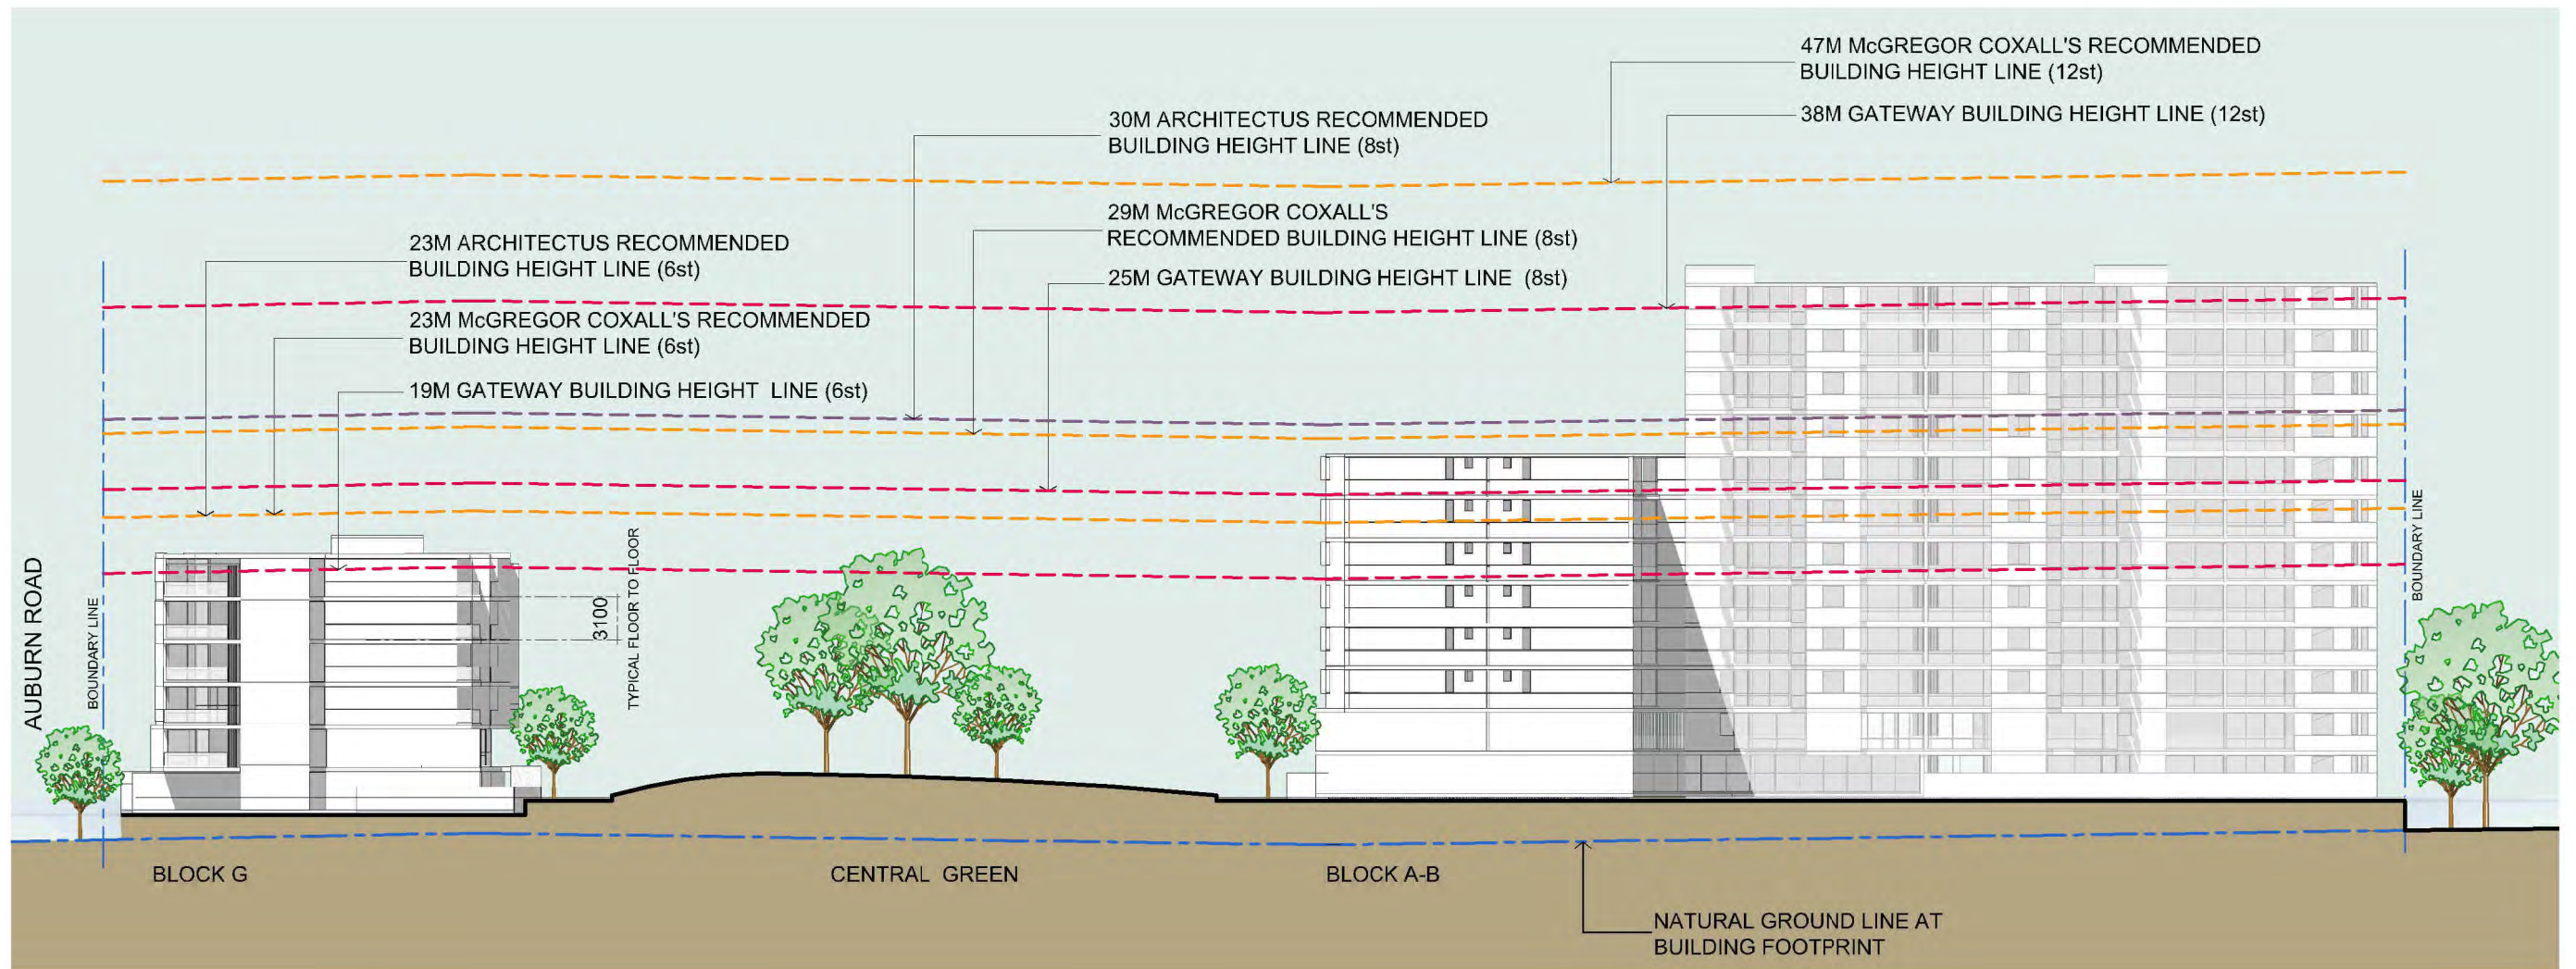 47M McGREGOR COXALL'S RECOMMENDED
BUILDING HEIGHT LINE (12st)
38M GATEWAY BUILDING HEIGHT LINE (12st)
30M ARCHITECTUS RECOMMENDED
BUILDING HEIGHT LINE (8st)
29M McGREGOR COXALL'S
RECOMMENDED BUILDING HEIGHT LINE (8st)
25M GATEWAY BUILDING HEIGHT LINE (8st)
23M ARCHITECTUS RECOMMENDED
BUILDING HEIGHT LINE (6st)
23M McGREGOR COXALL'S RECOMMENDED
BUILDING HEIGHT LINE (6st)
19M GATEWAY BUILDING HEIGHT LINE (6st)
AUBURN ROAD
BOUNDARY LINE
3100
TYPICAL FLOOR TO FLOOR
BOUNDARY LINE
BLOCK G
CENTRAL GREEN
BLOCK A-B
NATURAL GROUND LINE AT
BUILDING FOOTPRINT